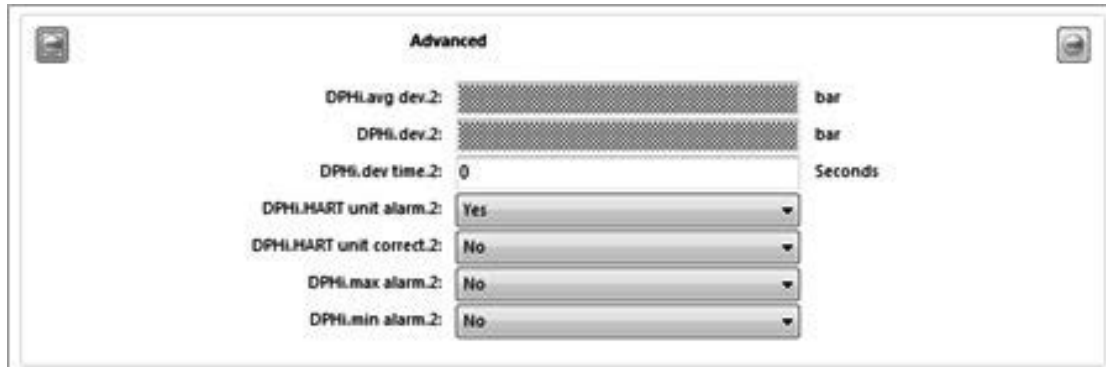 Advanced
DPHi.avg dev.2: bar
DPHi.dev.2: bar
DPHi.dev time.2: 0 Seconds
DPHi.HART unit alarm.2: Yes
DPHi.HART unit correct.2: No
DPHi.max alarm.2: No
DPHi.min alarm.2: No